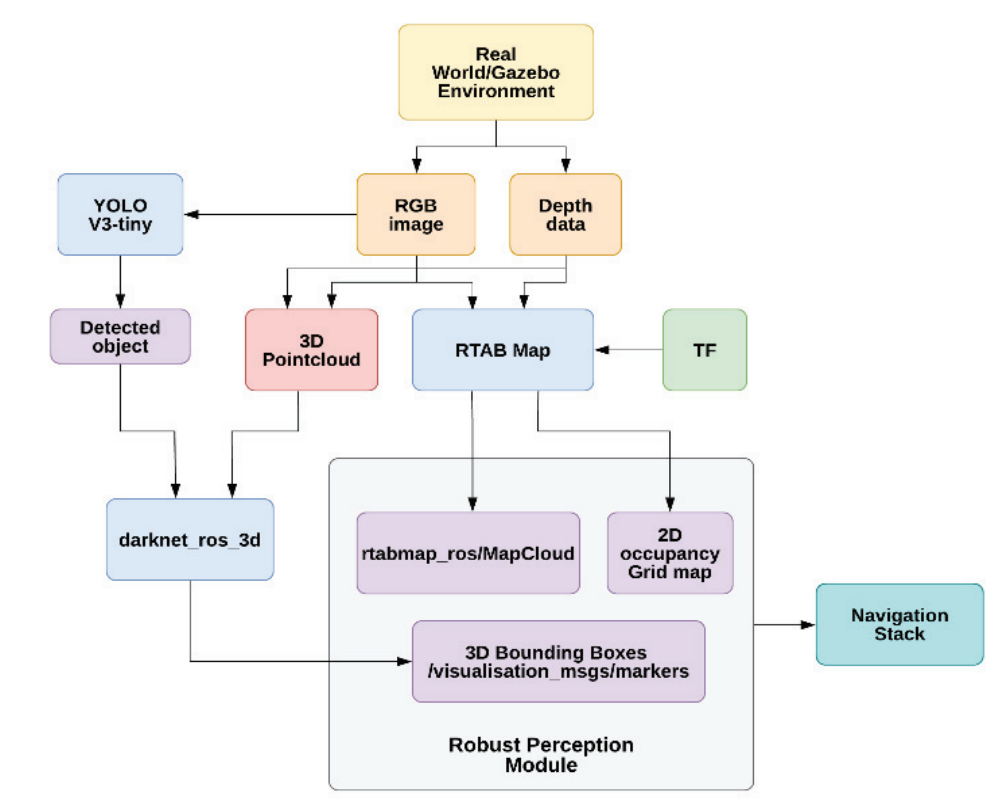 Real
World/Gazebo
Environment
YOLO
V3-tiny
RGB
image
Depth
data
Detected
object
3D
Pointcloud
RTAB Map
TF
darknet_ros_3d
rtabmap_ros/MapCloud
2D
occupancy
Grid map
Navigation
Stack
3D Bounding Boxes
/visualisation_msgs/markers
Robust Perception
Module